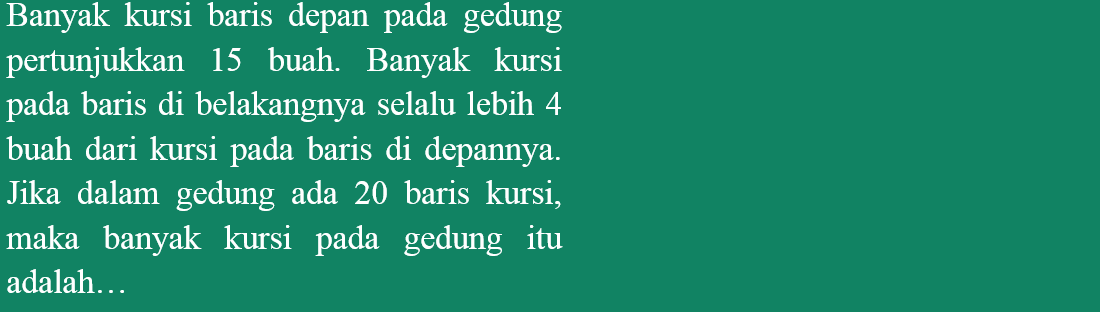 Banyak kursi baris depan pada gedung
pertunjukkan 15 buah. Banyak kursi
pada baris di belakangnya selalu lebih 4
buah dari kursi pada baris di depannya.
Jika dalam gedung ada 20 baris kursi,
maka banyak kursi pada gedung itu
adalah…